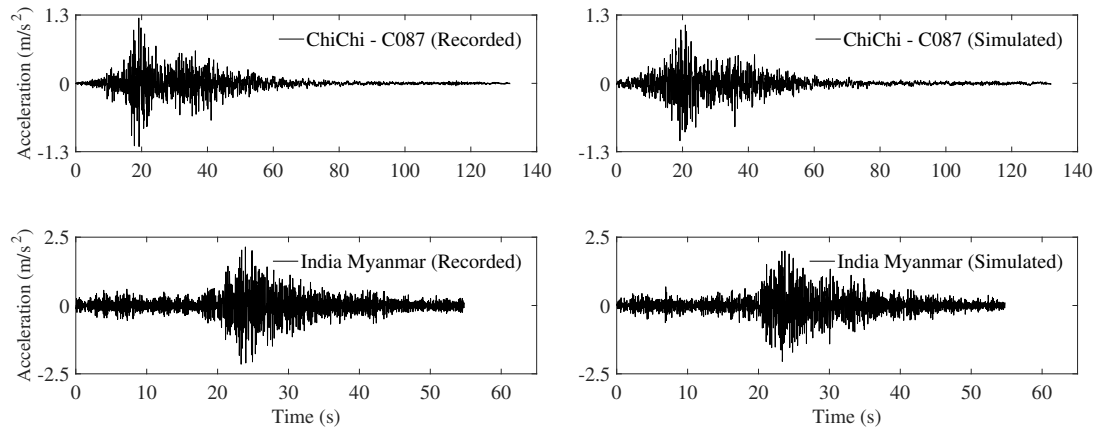 1.3
0
-1.3
Acceleration (m/s²)
ChiChi - C087 (Recorded)
0 20 40 60 80 100 120 140
1.3
0
-1.3
ChiChi - C087 (Simulated)
0 20 40 60 80 100 120 140
2.5
0
-2.5
Acceleration (m/s²)
India Myanmar (Recorded)
0 10 20 30 40 50 60
Time (s)
2.5
0
-2.5
India Myanmar (Simulated)
0 10 20 30 40 50 60
Time (s)